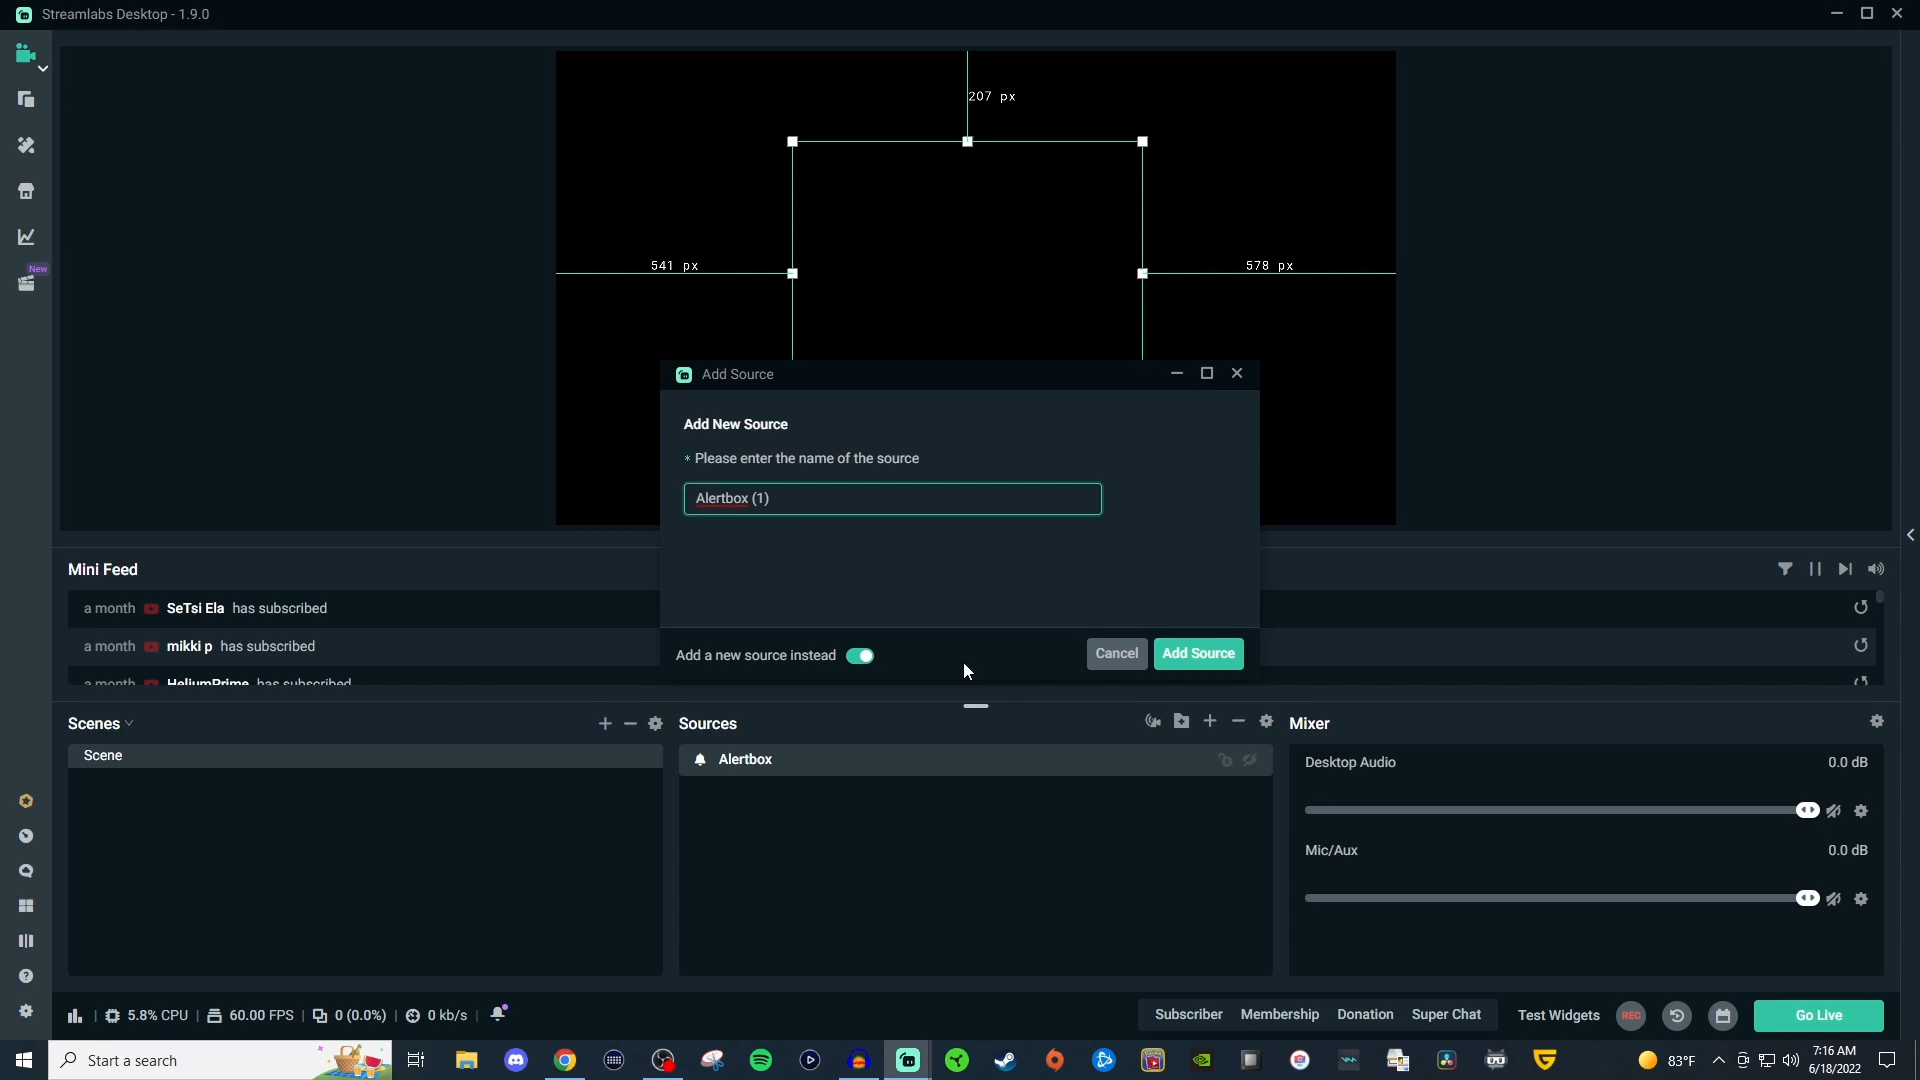 Streamlabs Desktop - 1.9.0
207 px
541 px
578 px
New
Add Source
Add New Source
* Please enter the name of the source
Alertbox (1)
Add a new source instead
Cancel
Add Source
Mini Feed
a month SeTsi Ela has subscribed
a month mikki p has subscribed
a month HeliumPrime has subscribed
Scenes
Scene
Sources
Alertbox
Mixer
Desktop Audio 0.0 dB
Mic/Aux 0.0 dB
5.8% CPU 60.00 FPS 0 (0.0%) 0 kb/s
Subscriber Membership Donation Super Chat
Test Widgets
REC
Go Live
Start a search
83°F
7:16 AM
6/18/2022